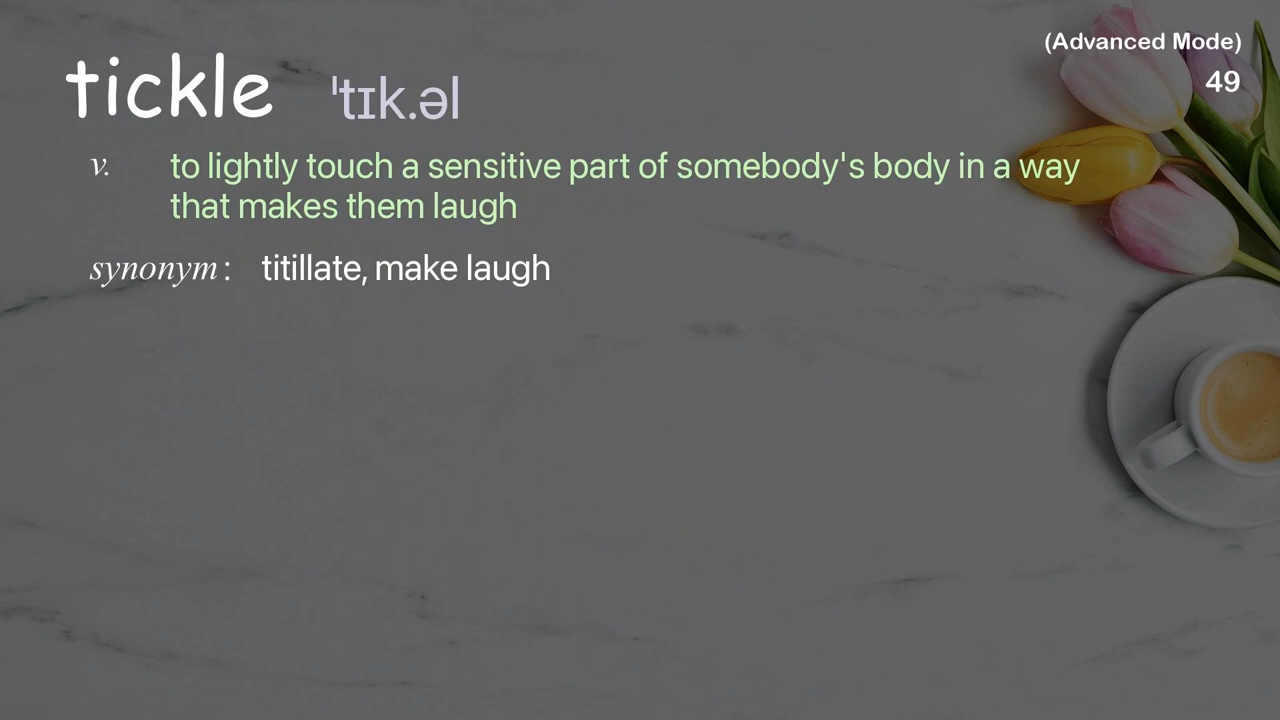 (Advanced Mode)
49
tickle ˈtɪk.əl
v. to lightly touch a sensitive part of somebody's body in a way
that makes them laugh
synonym: titillate, make laugh